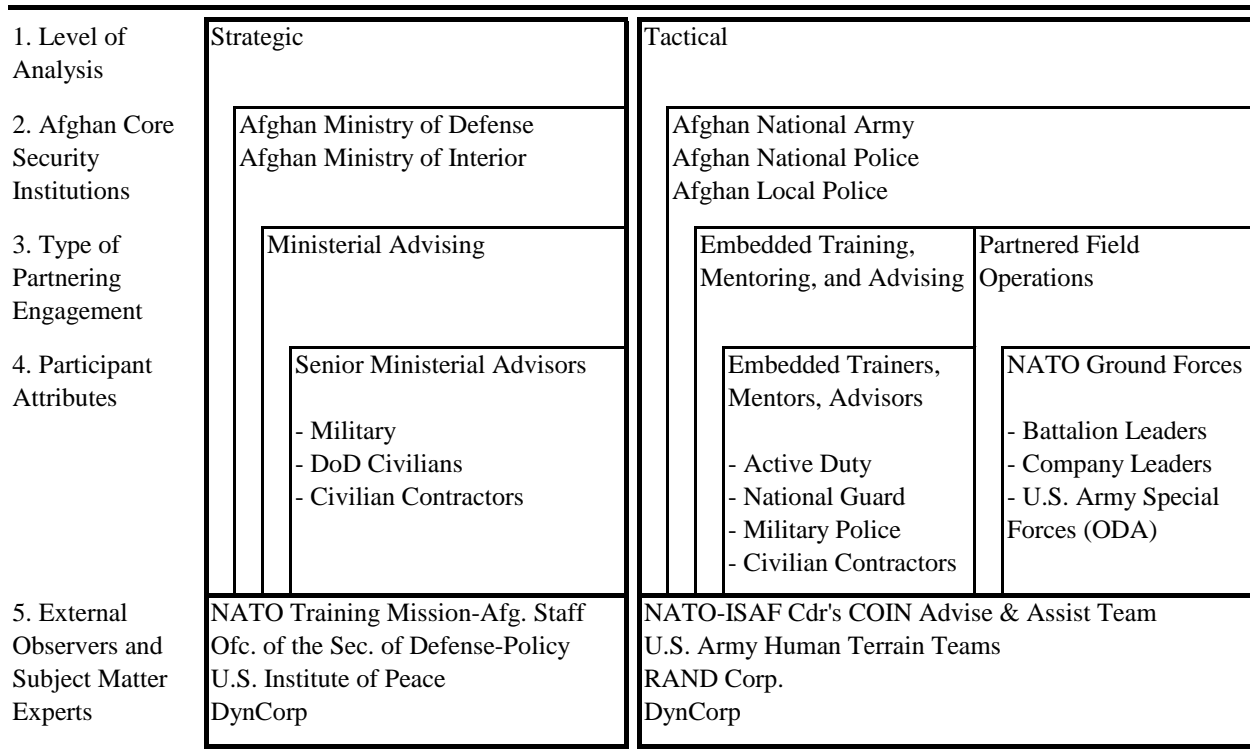 1. Level of
Analysis
Strategic
Tactical
2. Afghan Core
Security
Institutions
Afghan Ministry of Defense
Afghan Ministry of Interior
Afghan National Army
Afghan National Police
Afghan Local Police
3. Type of
Partnering
Engagement
Ministerial Advising
Embedded Training,
Mentoring, and Advising
Partnered Field
Operations
4. Participant
Attributes
Senior Ministerial Advisors
- Military
- DoD Civilians
- Civilian Contractors
Embedded Trainers,
Mentors, Advisors
- Active Duty
- National Guard
- Military Police
- Civilian Contractors
NATO Ground Forces
- Battalion Leaders
- Company Leaders
- U.S. Army Special
Forces (ODA)
5. External
Observers and
Subject Matter
Experts
NATO Training Mission-Afg. Staff
Ofc. of the Sec. of Defense-Policy
U.S. Institute of Peace
DynCorp
NATO-ISAF Cdr's COIN Advise & Assist Team
U.S. Army Human Terrain Teams
RAND Corp.
DynCorp